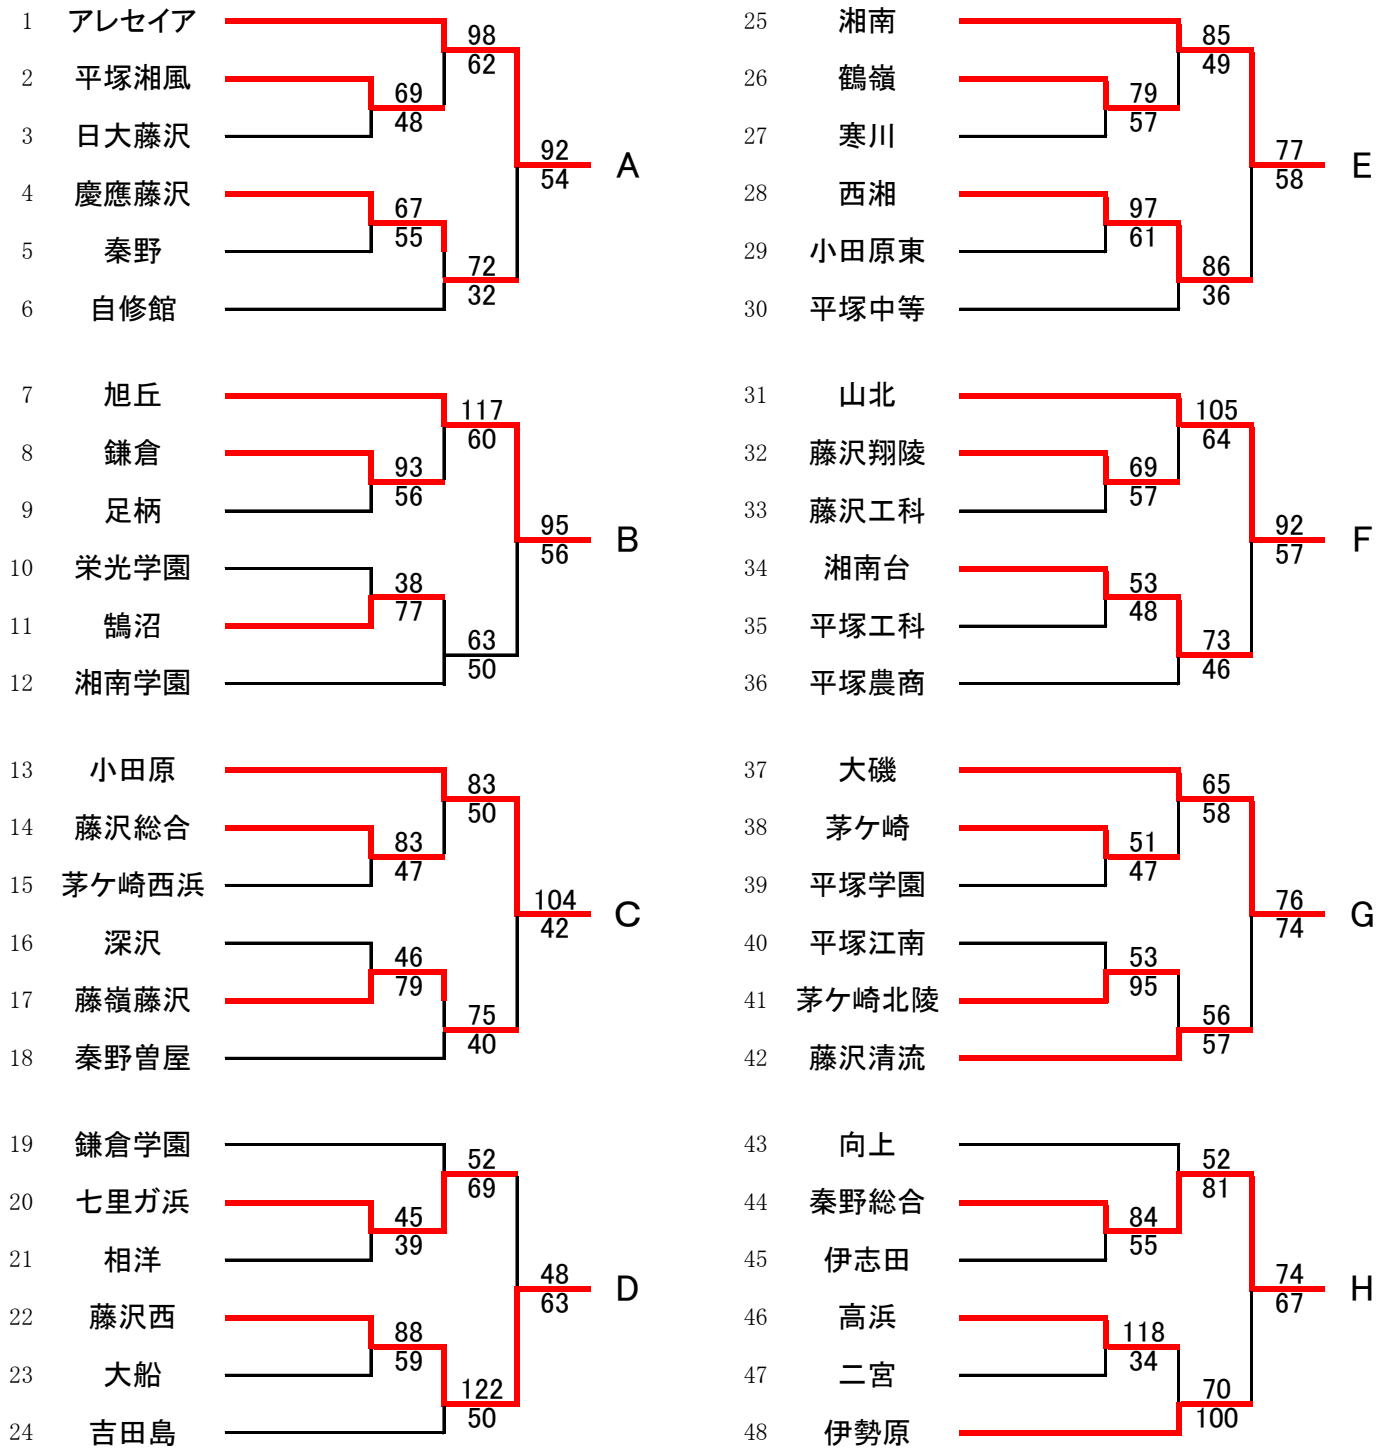 1 アレセイア
98
62
2 平塚湘風
69
48
3 日大藤沢
92
54
A
4 慶應藤沢
67
55
5 秦野
72
32
6 自修館
7 旭丘
117
60
8 鎌倉
93
56
9 足柄
95
56
B
10 栄光学園
38
77
11 鵠沼
63
50
12 湘南学園
13 小田原
83
50
14 藤沢総合
83
47
15 茅ケ崎西浜
104
42
C
16 深沢
46
79
17 藤嶺藤沢
75
40
18 秦野曽屋
19 鎌倉学園
52
69
20 七里ガ浜
45
39
21 相洋
48
63
D
22 藤沢西
88
59
23 大船
122
50
24 吉田島
25 湘南
85
49
26 鶴嶺
79
57
27 寒川
77
58
E
28 西湘
97
61
29 小田原東
86
36
30 平塚中等
31 山北
105
64
32 藤沢翔陵
69
57
33 藤沢工科
92
57
F
34 湘南台
53
48
35 平塚工科
73
46
36 平塚農商
37 大磯
65
58
38 茅ケ崎
51
47
39 平塚学園
76
74
G
40 平塚江南
53
95
41 茅ケ崎北陵
56
57
42 藤沢清流
43 向上
52
81
44 秦野総合
84
55
45 伊志田
74
67
H
46 高浜
118
34
47 二宮
70
100
48 伊勢原